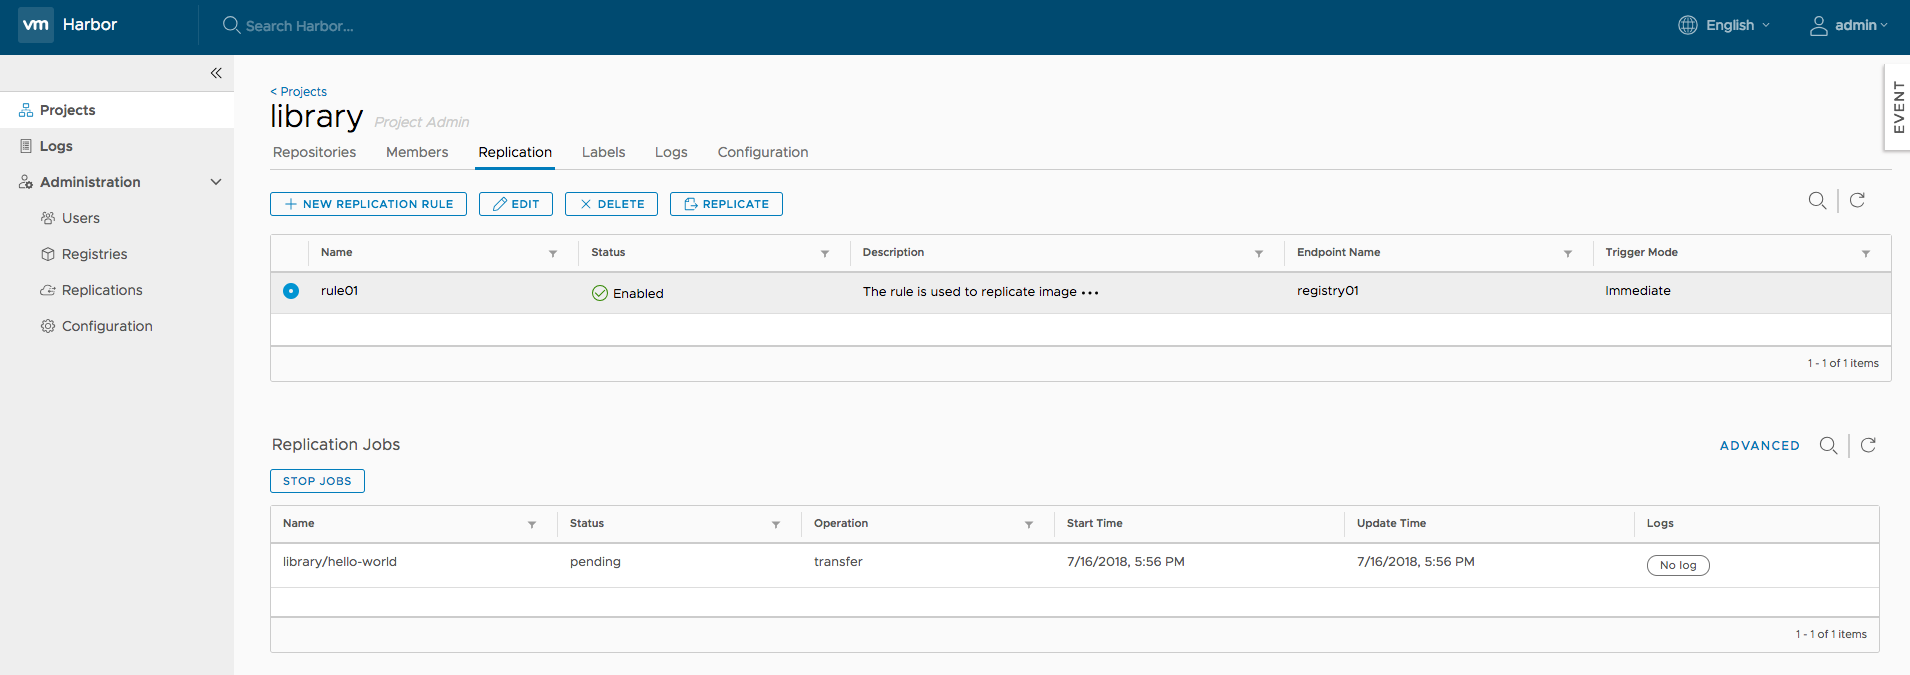 vm Harbor Search Harbor... English admin
EVENT
Projects
Logs
Administration
Users
Registries
Replications
Configuration
< Projects
library Project Admin
Repositories Members Replication Labels Logs Configuration
NEW REPLICATION RULE EDIT DELETE REPLICATE
Name Status Description Endpoint Name Trigger Mode
rule01 Enabled The rule is used to replicate image ••• registry01 Immediate
1 - 1 of 1 items
Replication Jobs ADVANCED
STOP JOBS
Name Status Operation Start Time Update Time Logs
library/hello-world pending transfer 7/16/2018, 5:56 PM 7/16/2018, 5:56 PM No log
1 - 1 of 1 items